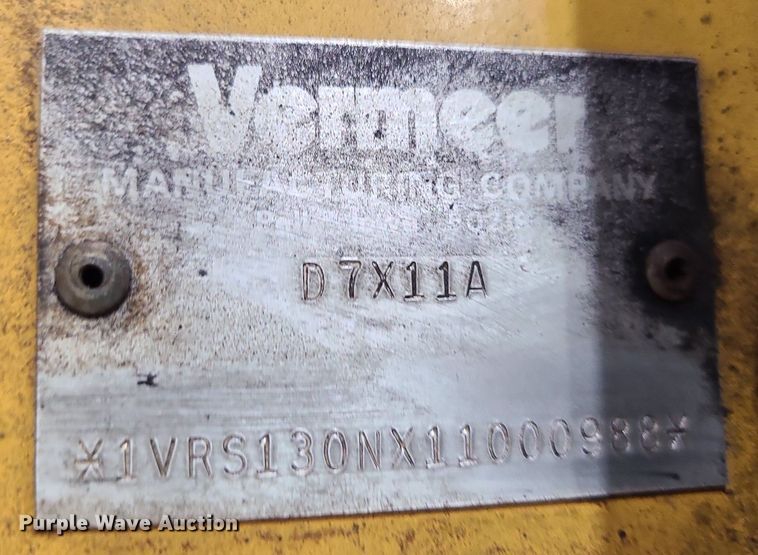 Vermeer
MANUFACTURING COMPANY
D7X11A
*1VRS130NX11000988*
Purple Wave Auction